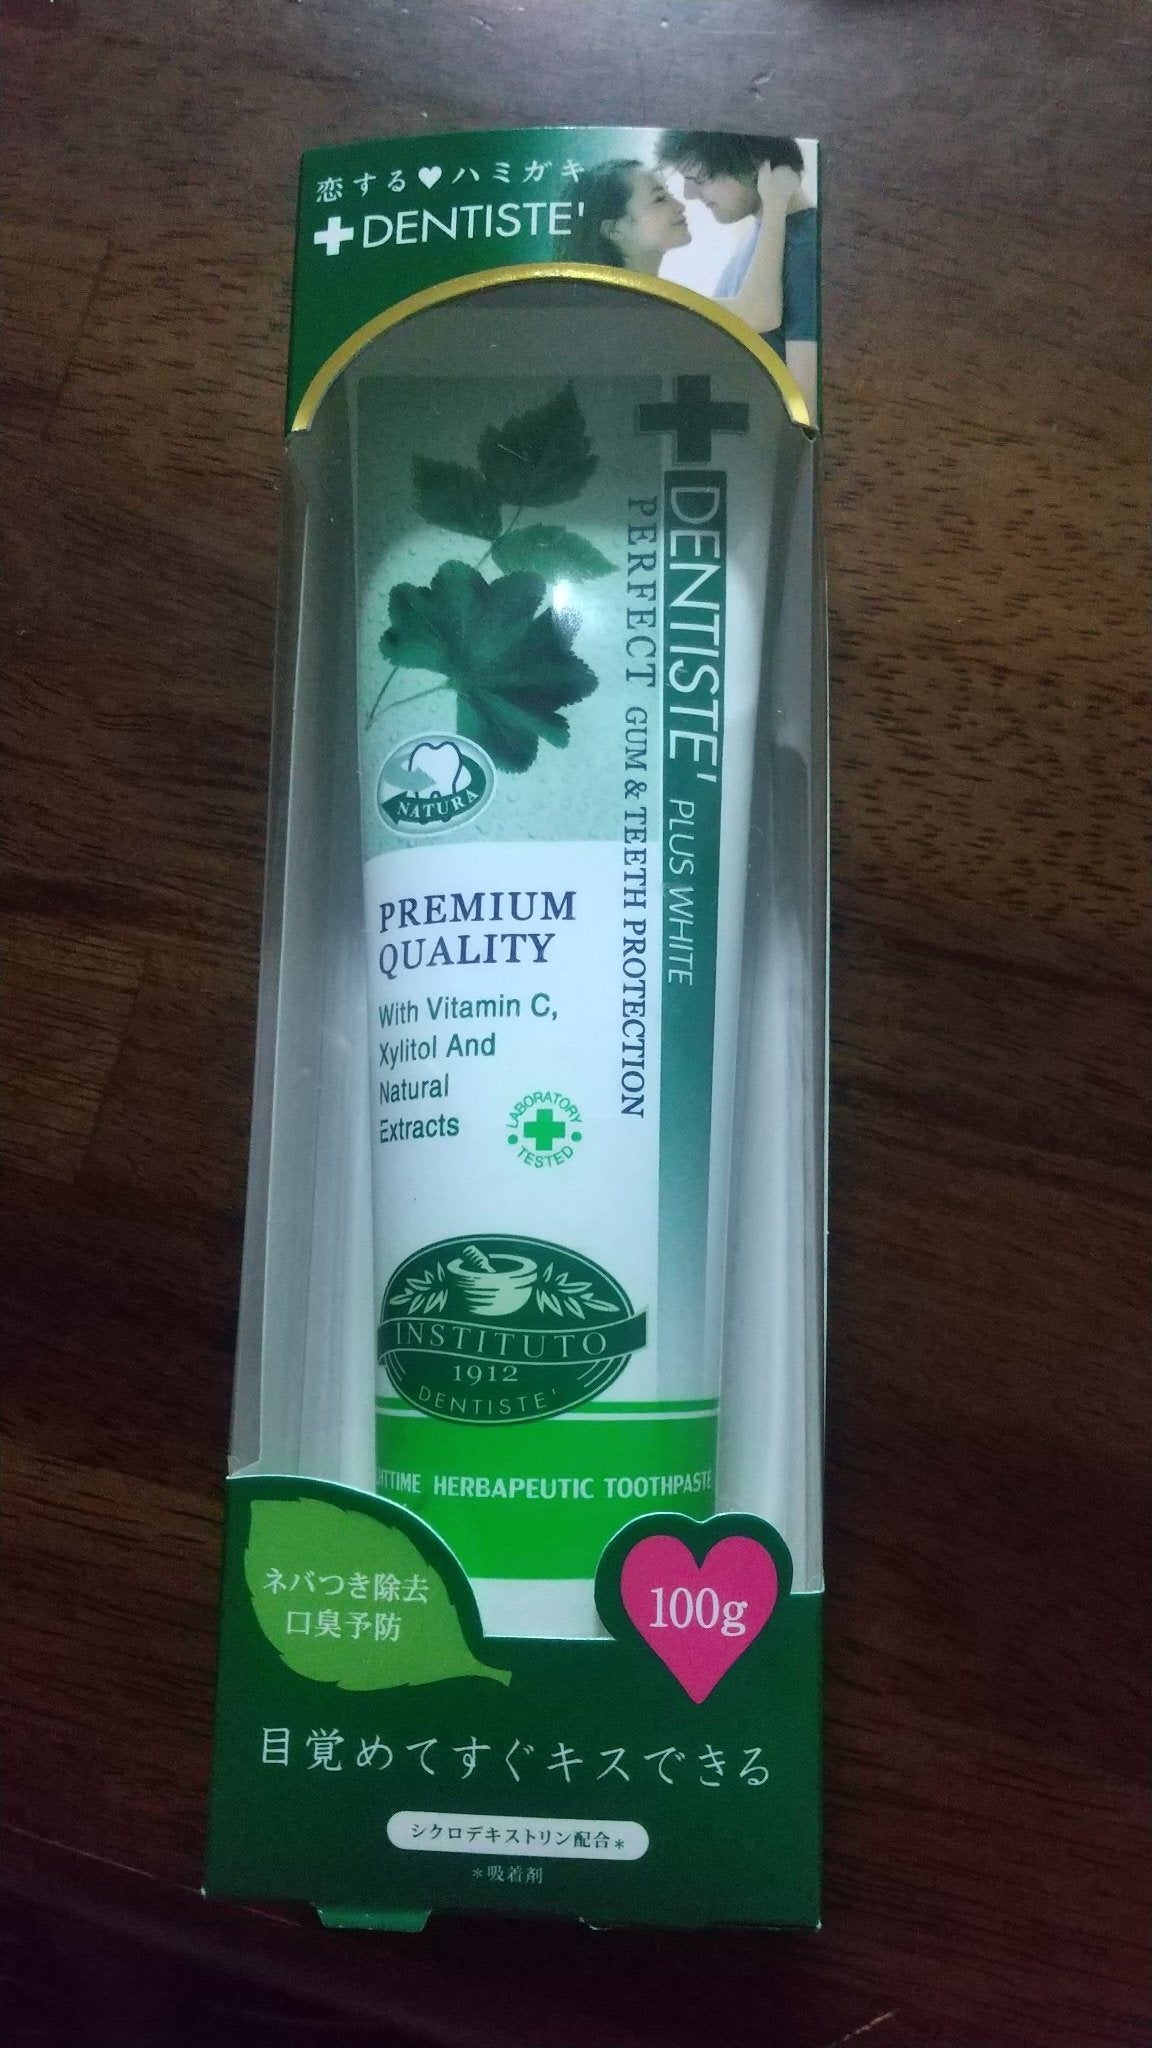 恋する♥ハミガキ
DENTISTE'
DENTISTE' PLUS WHITE
PERFECT GUM & TEETH PROTECTION
NATURA
PREMIUM
QUALITY
With Vitamin C,
Xylitol And
Natural
Extracts
LABORATORY
TESTED
INSTITUTO
1912
DENTISTE'
HERBAPEUTIC TOOTHPASTE
ネバつき除去
口臭予防
100g
目覚めてすぐキスできる
シクロデキストリン配合*
*吸着剤